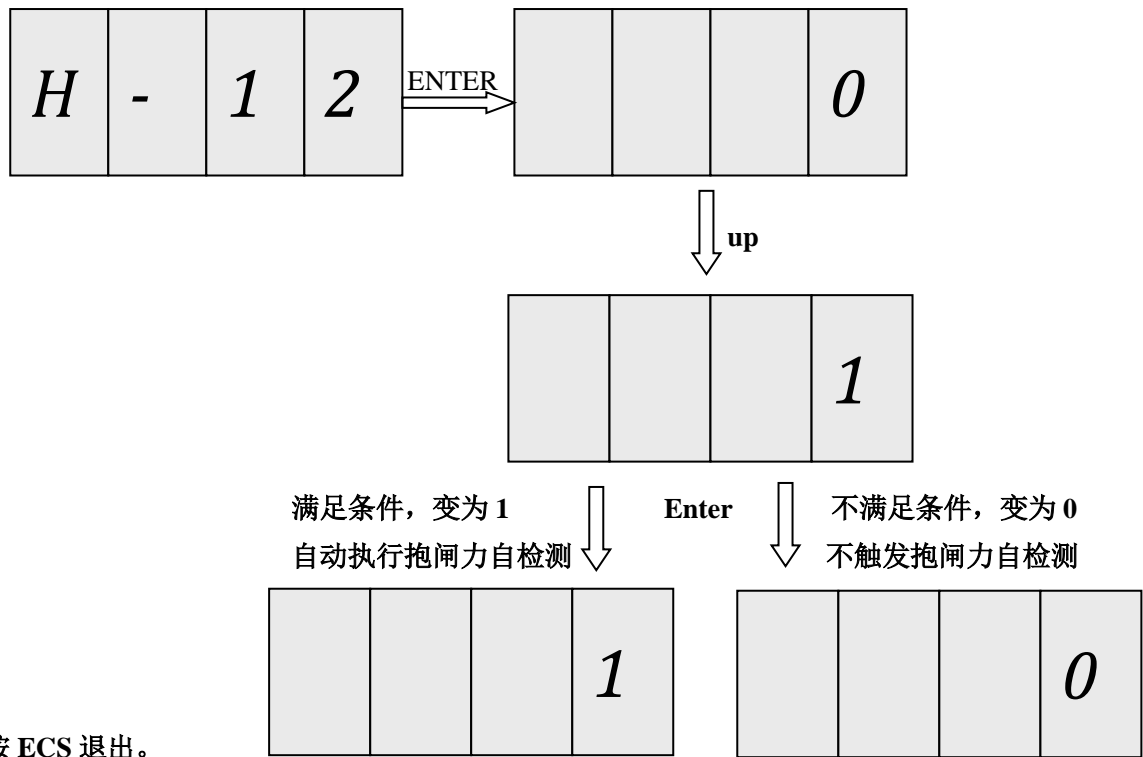 H - 1 2
ENTER
0
up
1
满足条件，变为 1
自动执行抱闸力自检测
Enter
不满足条件，变为 0
不触发抱闸力自检测
1
0
按 ECS 退出。